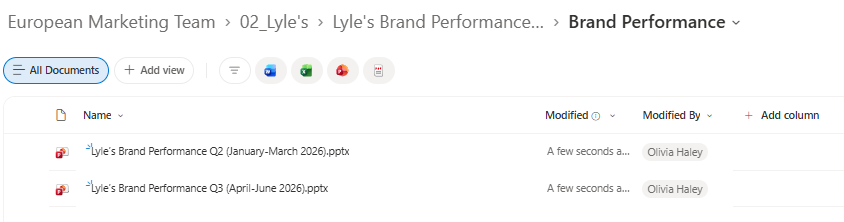 European Marketing Team > 02_Lyle's > Lyle's Brand Performance... > Brand Performance
All Documents + Add view
Name Modified Modified By + Add column
Lyle's Brand Performance Q2 (January-March 2026).pptx A few seconds a... Olivia Haley
Lyle's Brand Performance Q3 (April-June 2026).pptx A few seconds a... Olivia Haley